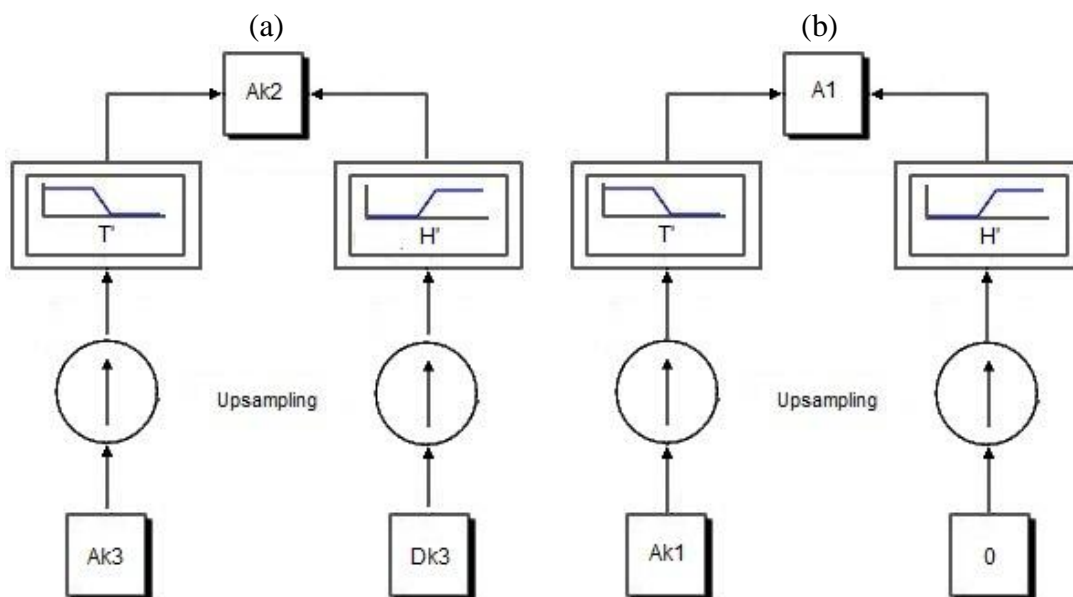 (a) (b)
Ak2 A1
T' H' T' H'
Upsampling Upsampling
Ak3 Dk3 Ak1 0